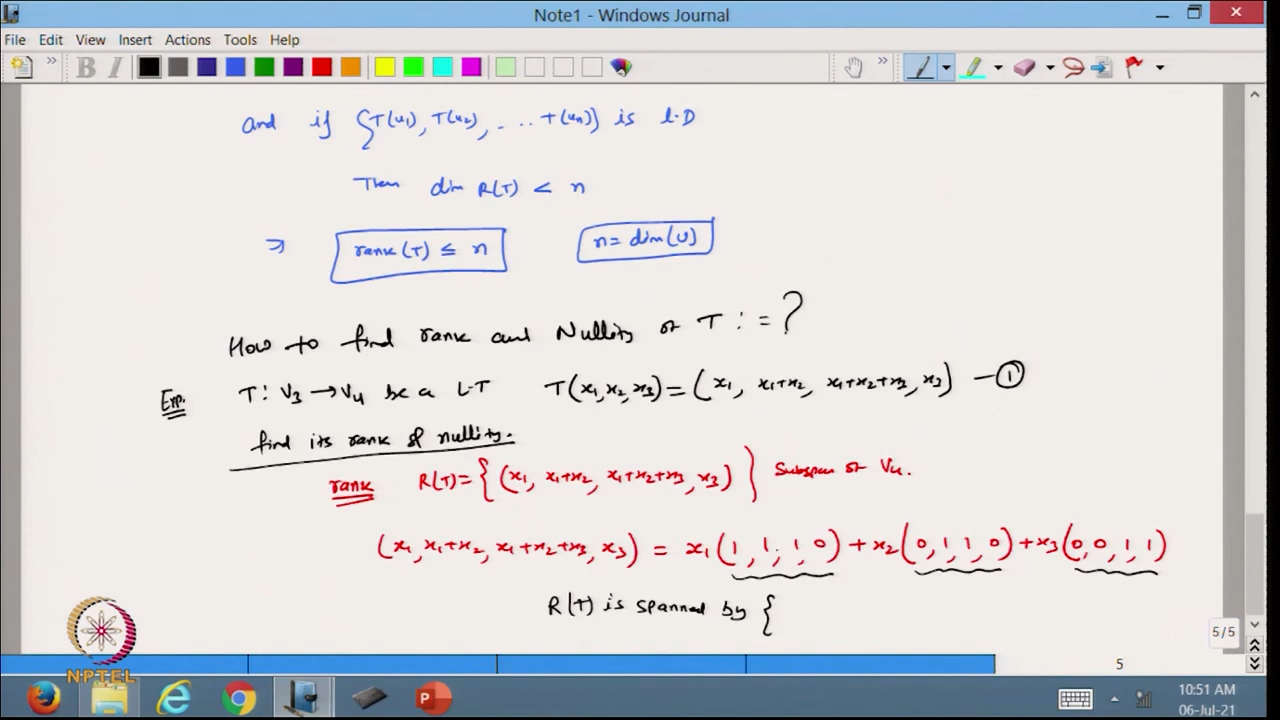 Note1 - Windows Journal
File Edit View Insert Actions Tools Help
B I
And if {T(u1), T(u2), - .. T(un)} is l.D
Then dim R(T) < n
⇒ rank(T) ≤ n n = dim(U)
How to find rank and Nullity of T : = ?
Exp. T: V3 → V4 be a L.T T(x1, x2, x3) = (x1, x1+x2, x1+x2+x3, x3) — ①
find its rank & nullity.
rank R(T) = {(x1, x1+x2, x1+x2+x3, x3)} Subspace of V4.
(x1, x1+x2, x1+x2+x3, x3) = x1(1, 1, 1, 0) + x2(0, 1, 1, 0) + x3(0, 0, 1, 1)
R(T) is spanned by {
5/5
NPTEL
5
10:51 AM
06-Jul-21